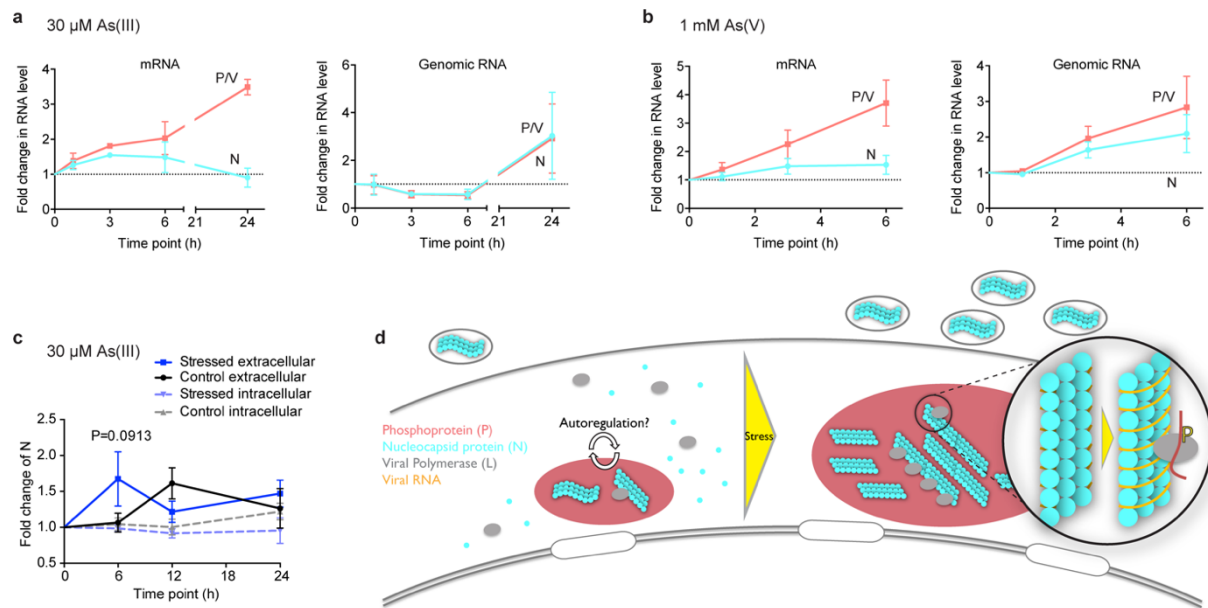 a
30 µM As(III)
mRNA
Fold change in RNA level
4
3
2
1
0
P/V
N
0 3 6 21 24
Time point (h)
Genomic RNA
Fold change in RNA level
6
4
2
0
P/V
N
0 3 6 21 24
Time point (h)
b
1 mM As(V)
mRNA
Fold change in RNA level
5
4
3
2
1
0
P/V
N
0 2 4 6
Time point (h)
Genomic RNA
Fold change in RNA level
4
3
2
1
0
P/V
N
0 2 4 6
Time point (h)
c
30 µM As(III)
Stressed extracellular
Control extracellular
Stressed intracellular
Control intracellular
Fold change of N
2.5
2.0
1.5
1.0
0.5
P=0.0913
0 6 12 18 24
Time point (h)
d
Phosphoprotein (P)
Nucleocapsid protein (N)
Viral Polymerase (L)
Viral RNA
Autoregulation?
Stress
P